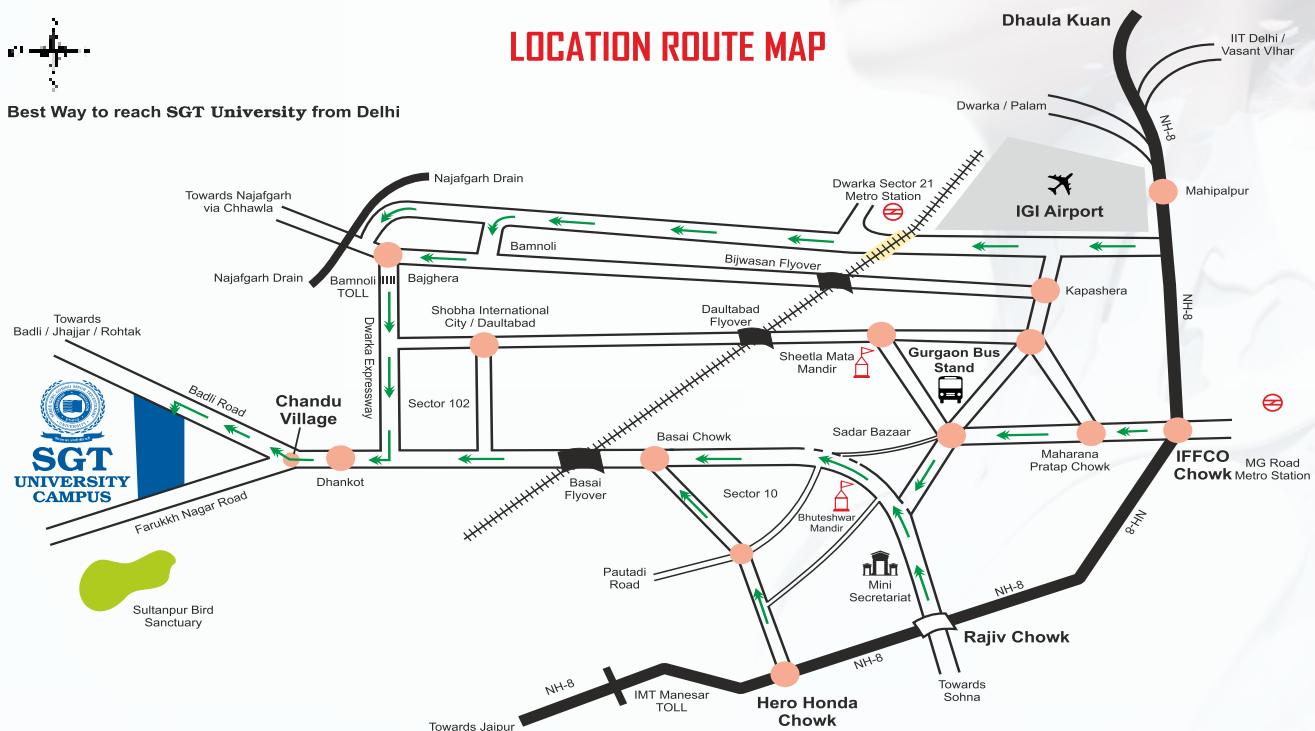 LOCATION ROUTE MAP
Best Way to reach SGT University from Delhi
Dhaula Kuan
IIT Delhi /
Vasant VIhar
Dwarka / Palam
NH-8
Mahipalpur
IGI Airport
Dwarka Sector 21
Metro Station
Najafgarh Drain
Towards Najafgarh
via Chhawla
Najafgarh Drain
Bamnoli
TOLL
Bajghera
Bamnoli
Bijwasan Flyover
Kapashera
NH-8
Towards
Badli / Jhajjar / Rohtak
Shobha International
City / Daultabad
Daultabad
Flyover
Sheetla Mata
Mandir
Gurgaon Bus
Stand
Dwarka Expressway
Sector 102
Badli Road
Chandu
Village
SGT
UNIVERSITY
CAMPUS
Dhankot
Farukkh Nagar Road
Sultanpur Bird
Sanctuary
Basai
Flyover
Basai Chowk
Sadar Bazaar
Maharana
Pratap Chowk
IFFCO
Chowk
MG Road
Metro Station
NH-8
Sector 10
Bhuteshwar
Mandir
Pautadi
Road
Mini
Secretariat
NH-8
Rajiv Chowk
NH-8
Towards
Sohna
Hero Honda
Chowk
IMT Manesar
TOLL
NH-8
Towards Jaipur